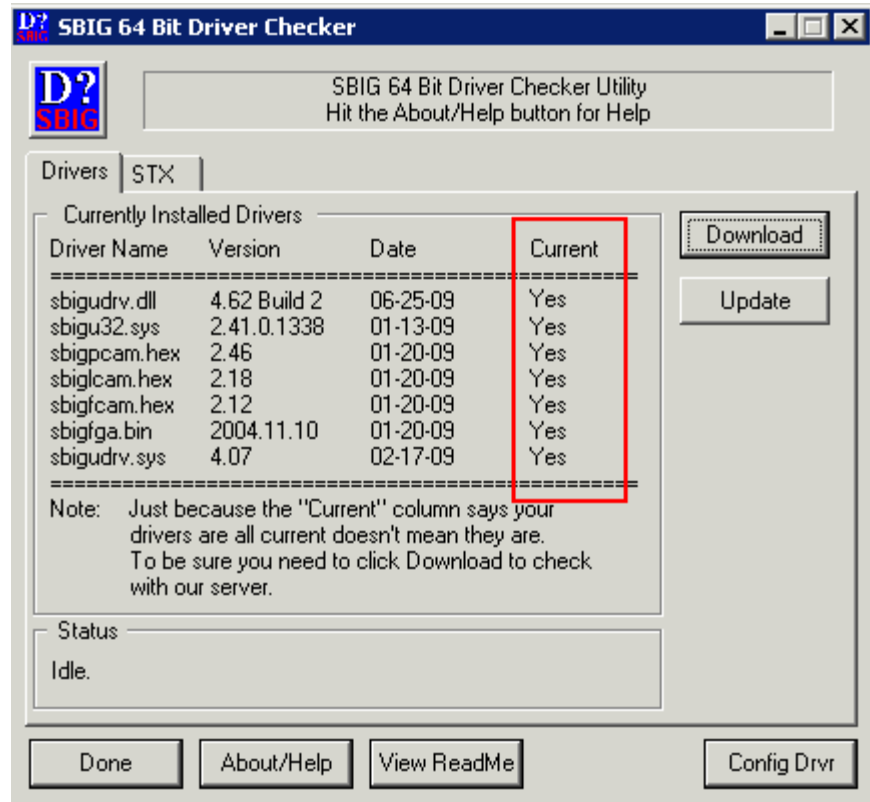 D?
SBIG
SBIG 64 Bit Driver Checker
D?
SBIG
SBIG 64 Bit Driver Checker Utility
Hit the About/Help button for Help
Drivers STX
Currently Installed Drivers
Driver Name Version Date Current
==================================================
sbigudrv.dll 4.62 Build 2 06-25-09 Yes
sbigu32.sys 2.41.0.1338 01-13-09 Yes
sbigpcam.hex 2.46 01-20-09 Yes
sbiglcam.hex 2.18 01-20-09 Yes
sbigfcam.hex 2.12 01-20-09 Yes
sbigfga.bin 2004.11.10 01-20-09 Yes
sbigudrv.sys 4.07 02-17-09 Yes
==================================================
Note: Just because the "Current" column says your
drivers are all current doesn't mean they are.
To be sure you need to click Download to check
with our server.
Download
Update
Status
Idle.
Done About/Help View ReadMe Config Drvr